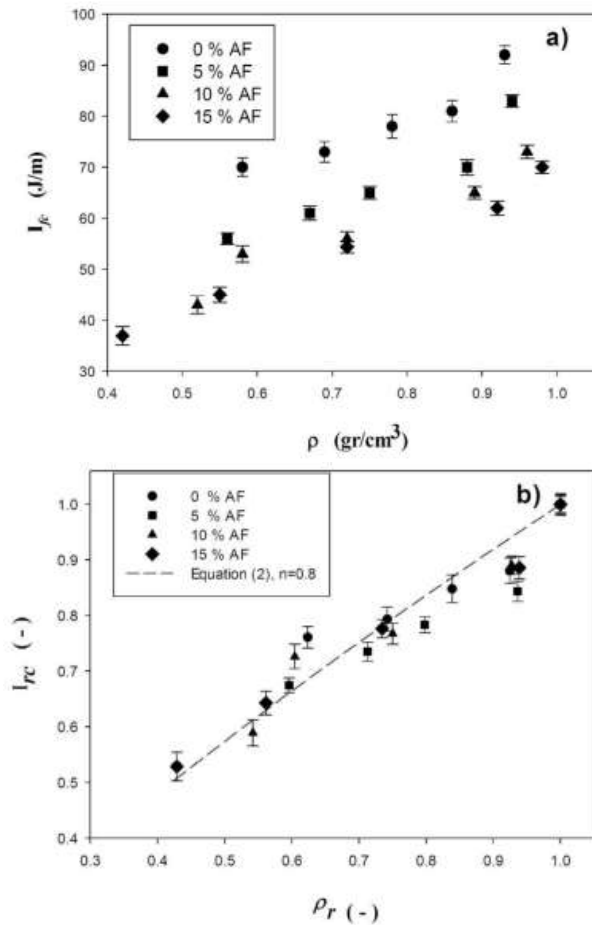 a)
0 % AF
5 % AF
10 % AF
15 % AF
100
90
80
70
60
50
40
30
I_fc (J/m)
0.4 0.5 0.6 0.7 0.8 0.9 1.0
ρ (gr/cm³)
b)
0 % AF
5 % AF
10 % AF
15 % AF
Equation (2), n=0.8
1.0
0.9
0.8
0.7
0.6
0.5
0.4
I_rc (-)
0.3 0.4 0.5 0.6 0.7 0.8 0.9 1.0
ρ_r (-)